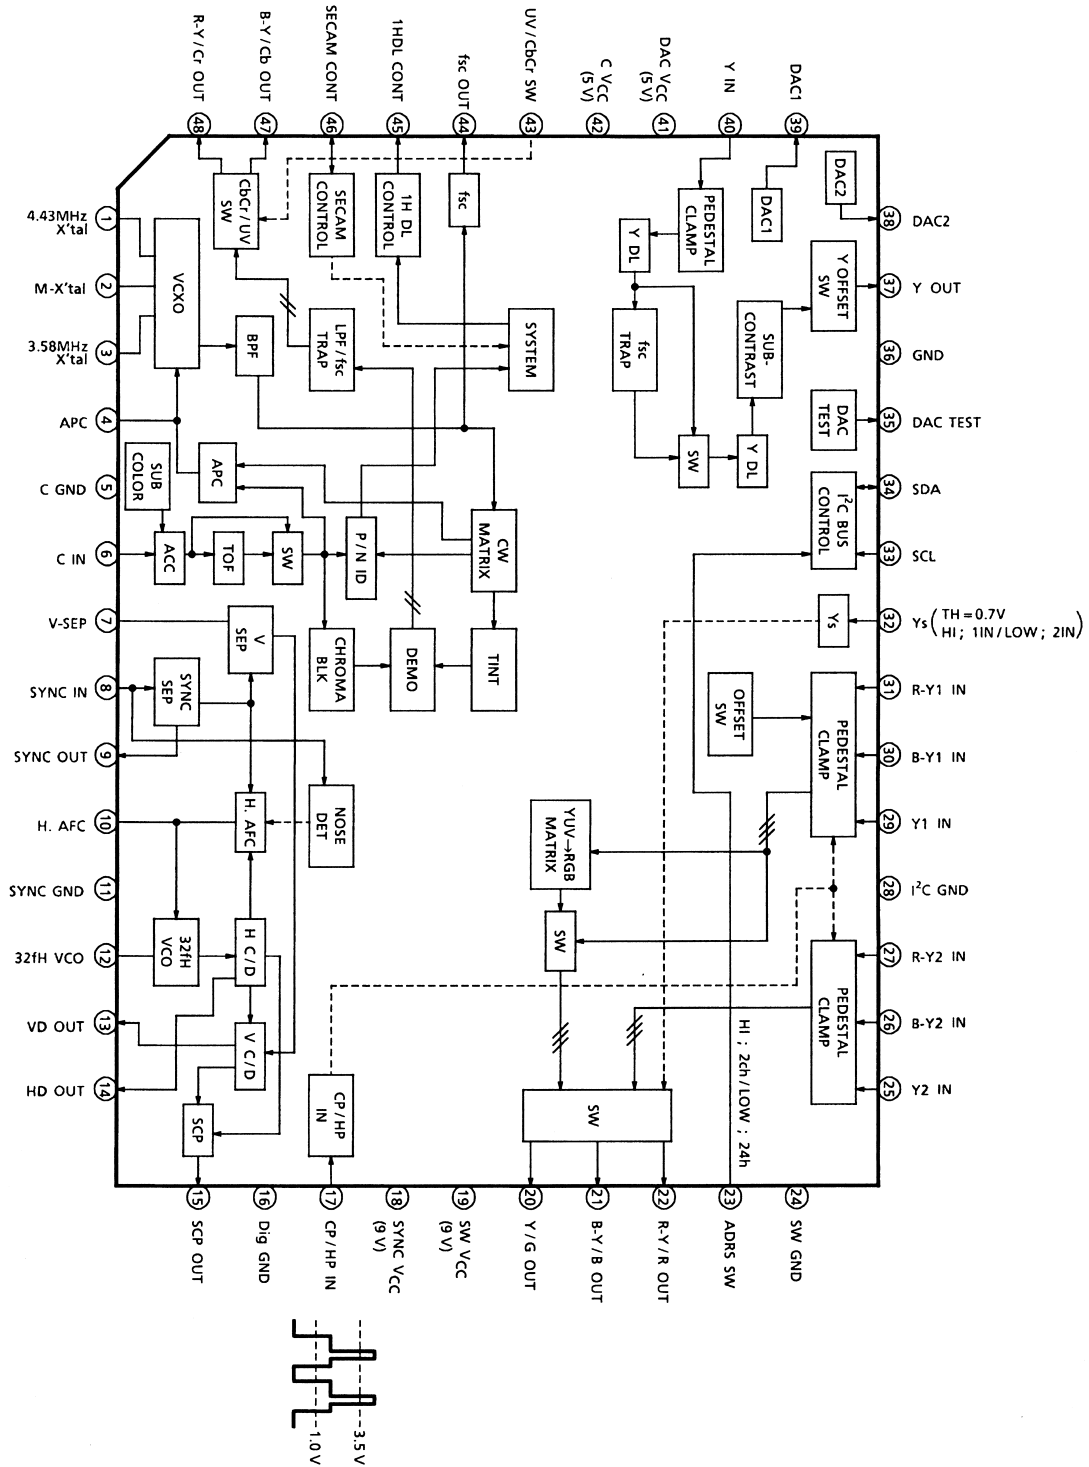 R-Y/Cr OUT
B-Y/Cb OUT
SECAM CONT
1HDL CONT
fsc OUT
UV/CbCr SW
C VCC
(5 V)
DAC VCC
(5 V)
Y IN
DAC1
48
47
46
45
44
43
42
41
40
39
4.43MHz
X'tal
1
M-X'tal
2
3.58MHz
X'tal
3
APC
4
C GND
5
C IN
6
V-SEP
7
SYNC IN
8
SYNC OUT
9
H. AFC
10
SYNC GND
11
32fH VCO
12
VD OUT
13
HD OUT
14
CbCr/UV
SW
SECAM
CONTROL
1H DL
CONTROL
fsc
PEDESTAL
CLAMP
DAC1
DAC2
VCXO
BPF
LPF/fsc
TRAP
SYSTEM
Y DL
fsc
TRAP
SUB-
CONTRAST
Y OFFSET
SW
SUB
COLOR
APC
SW
Y DL
DAC
TEST
ACC
TOF
SW
P/N ID
CW
MATRIX
I²C BUS
CONTROL
V
SEP
CHROMA
BLK
DEMO
TINT
Ys
SYNC
SEP
OFFSET
SW
PEDESTAL
CLAMP
H. AFC
NOSE
DET
YUV→RGB
MATRIX
32fH
VCO
H C/D
SW
PEDESTAL
CLAMP
V C/D
SCP
CP/HP
IN
SW
HI ; 2ch/LOW ; 24h
38
DAC2
37
Y OUT
36
GND
35
DAC TEST
34
SDA
33
SCL
32
Ys
TH=0.7V
HI; 1IN/LOW; 2IN
31
R-Y1 IN
30
B-Y1 IN
29
Y1 IN
28
I²C GND
27
R-Y2 IN
26
B-Y2 IN
25
Y2 IN
15
16
17
18
19
20
21
22
23
24
SCP OUT
Dig GND
CP/HP IN
SYNC VCC
(9 V)
SW VCC
(9 V)
Y/G OUT
B-Y/B OUT
R-Y/R OUT
ADRS SW
SW GND
3.5 V
1.0 V